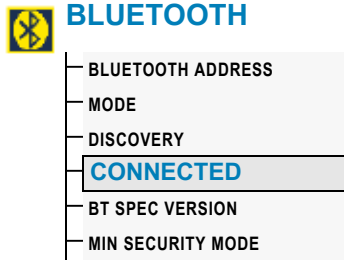 BLUETOOTH
BLUETOOTH ADDRESS
MODE
DISCOVERY
CONNECTED
BT SPEC VERSION
MIN SECURITY MODE